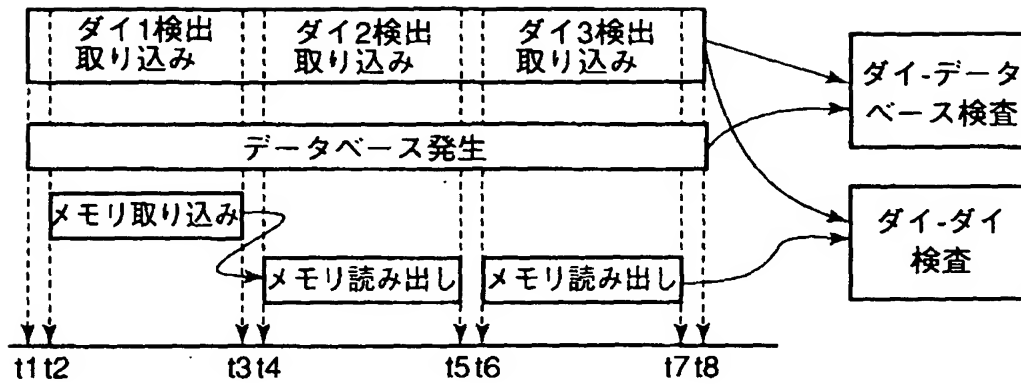 ダイ1検出
取り込み
ダイ2検出
取り込み
ダイ3検出
取り込み
ダイ-データ
ベース検査
データベース発生
メモリ取り込み
ダイ-ダイ
検査
メモリ読み出し
メモリ読み出し
t1 t2 t3 t4 t5 t6 t7 t8